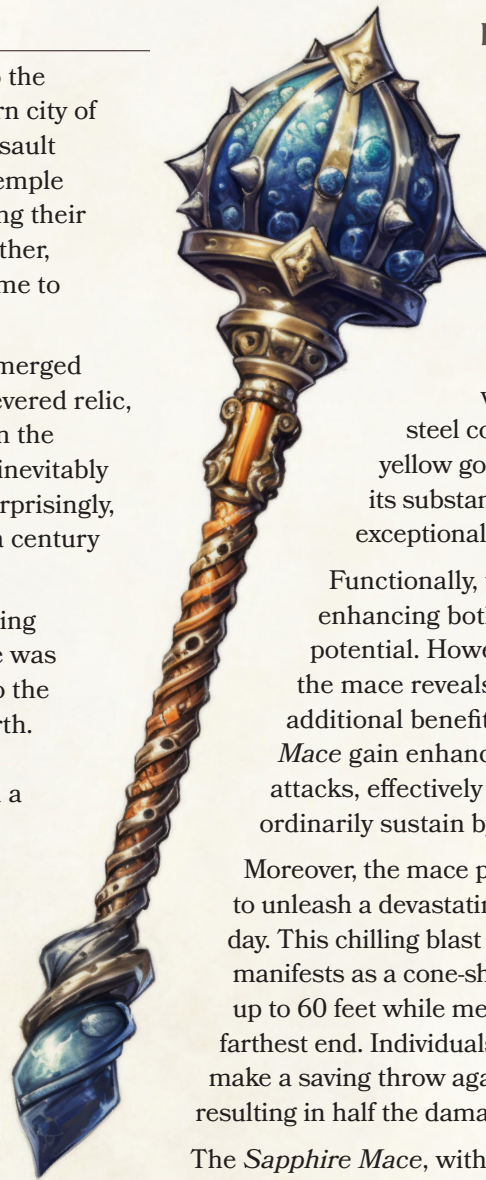 the
rn city of
sault
emple
ng their
ther,
me to
merged
evered relic,
n the
inevitably
rprisingly,
century
ing
e was
o the
rth.
a
steel co
yellow go
its substan
exceptional
Functionally,
enhancing both
potential. Howe
the mace reveals
additional benefit
Mace gain enhanc
attacks, effectively
ordinarily sustain by
Moreover, the mace p
to unleash a devastatin
day. This chilling blast
manifests as a cone-sh
up to 60 feet while me
farthest end. Individuals
make a saving throw aga
resulting in half the dama
The Sapphire Mace, with